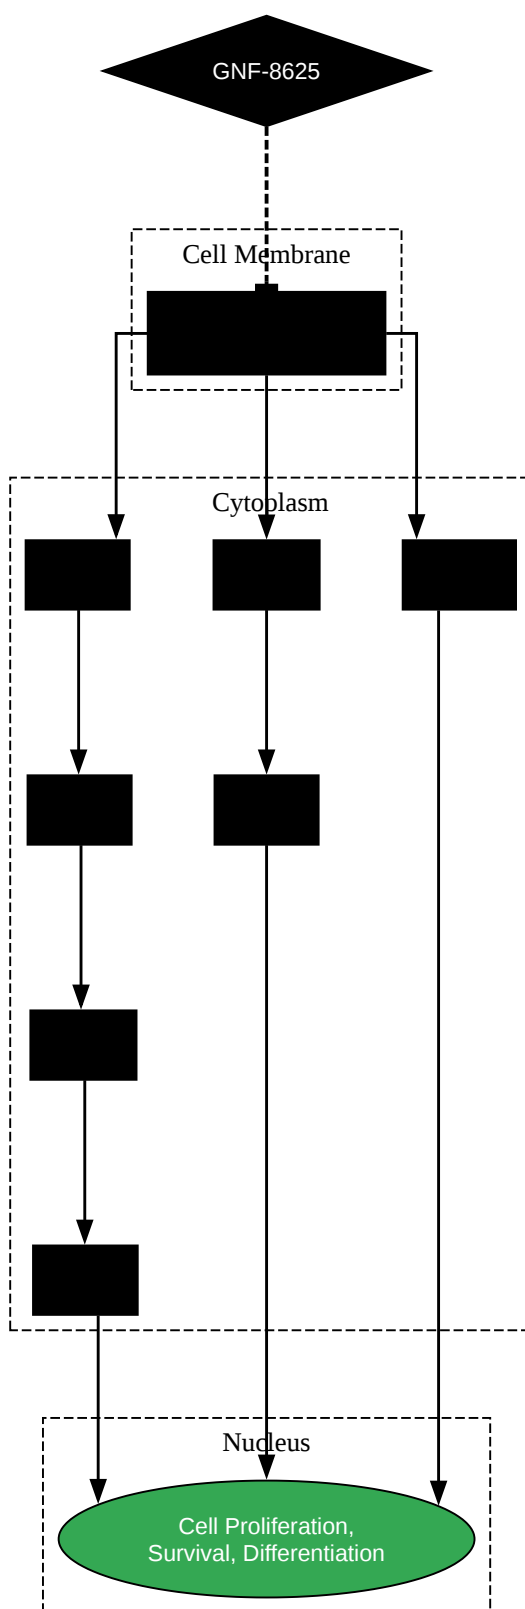 GNF-8625
Cell Membrane
Cytoplasm
Nucleus
Cell Proliferation,
Survival, Differentiation